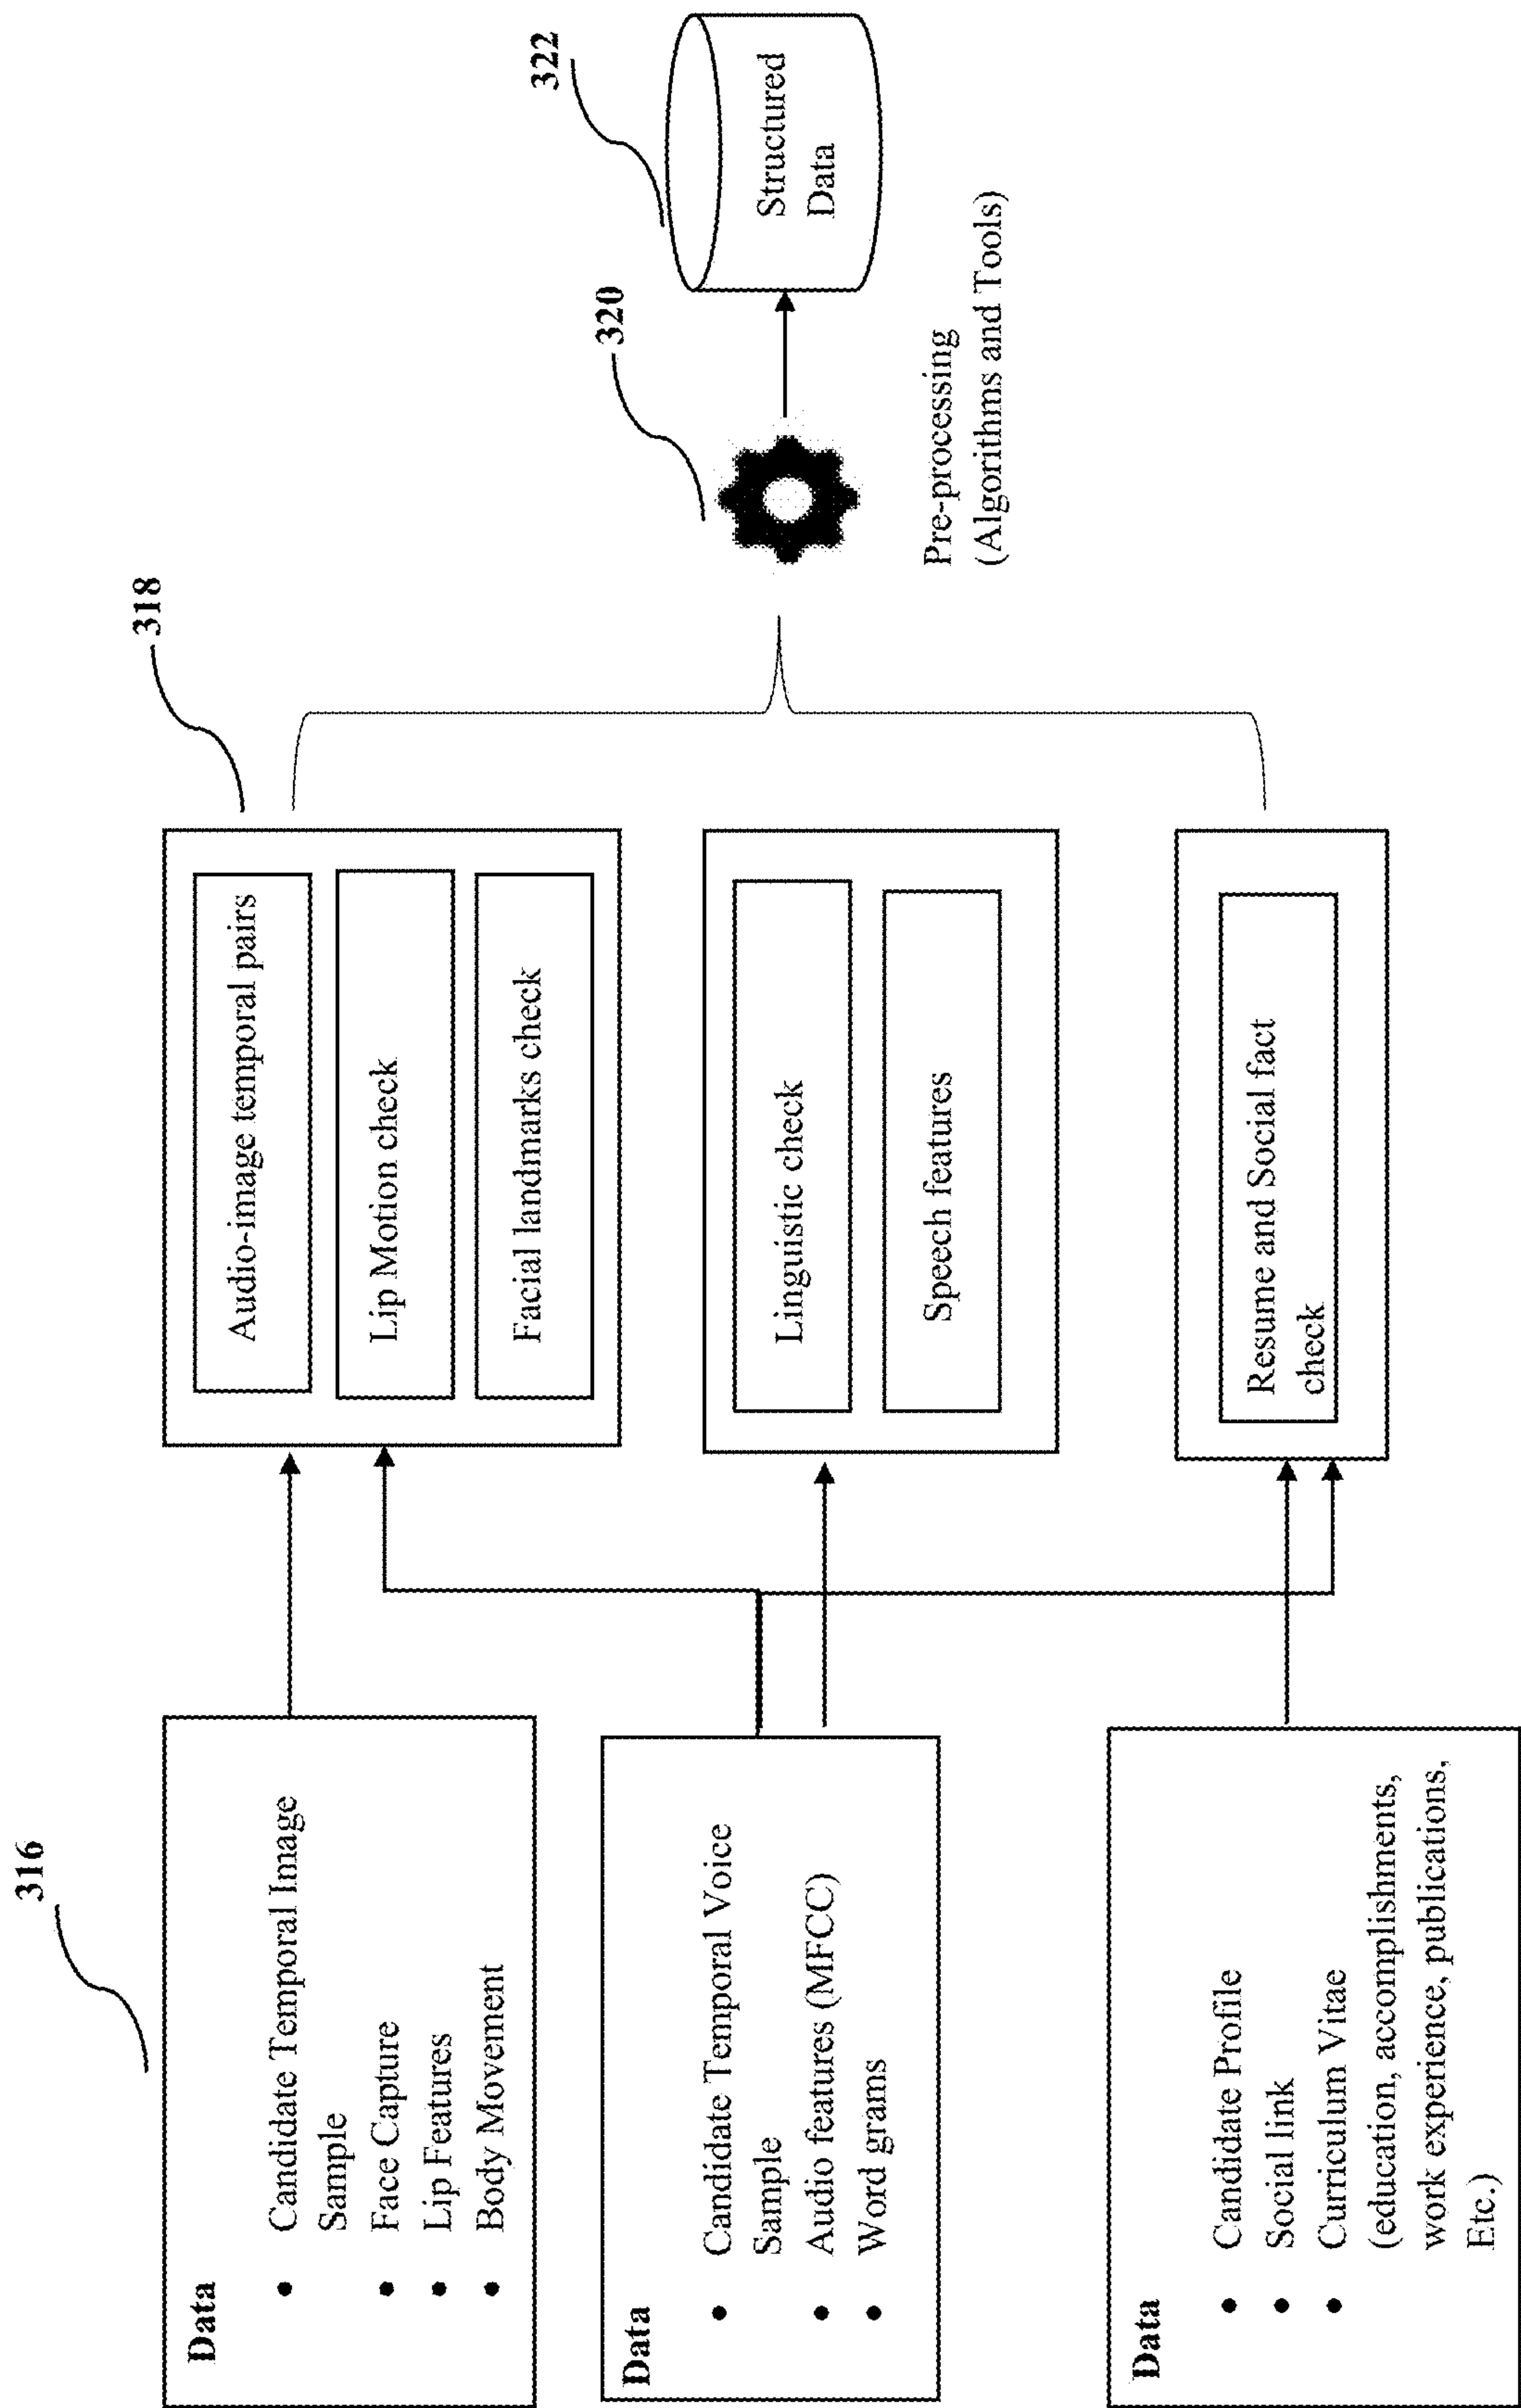 316
Data
• Candidate Temporal Image
Sample
• Face Capture
• Lip Features
• Body Movement
Data
• Candidate Temporal Voice
Sample
• Audio features (MFCC)
• Word grams
Data
• Candidate Profile
• Social link
• Curriculum Vitae
(education, accomplishments,
work experience, publications,
Etc.)
318
Audio-image temporal pairs
Lip Motion check
Facial landmarks check
Linguistic check
Speech features
Resume and Social fact
check
320
Pre-processing
(Algorithms and Tools)
322
Structured
Data